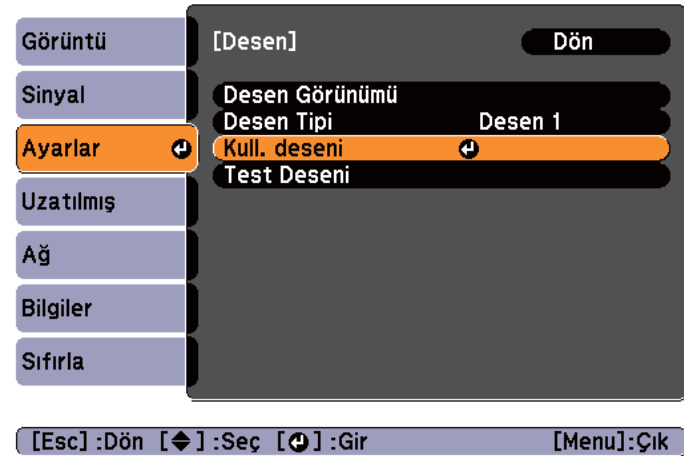 Görüntü
Sinyal
Ayarlar
Uzatılmış
Ağ
Bilgiler
Sıfırla
[Desen] Dön
Desen Görünümü
Desen Tipi Desen 1
Kull. deseni
Test Deseni
[Esc] :Dön [◆] :Seç [↵] :Gir [Menu]:Çık